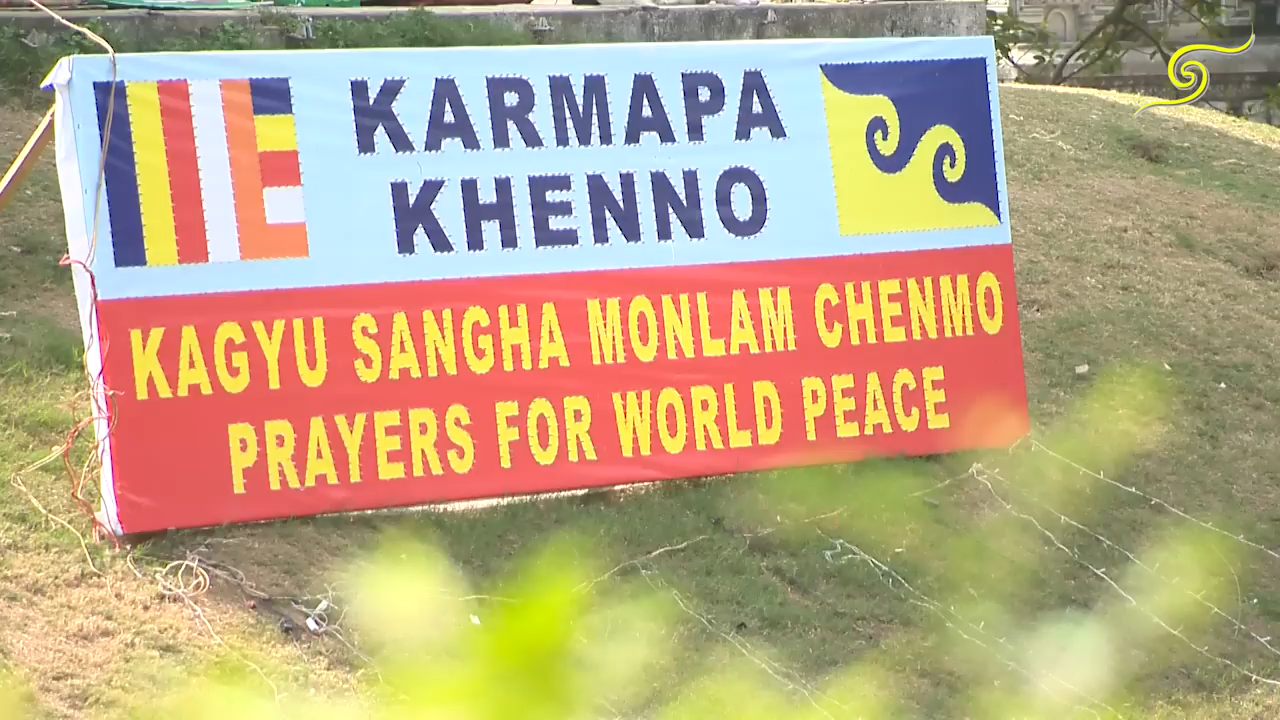 KARMAPA
KHENNO
KAGYU SANGHA MONLAM CHENMO
PRAYERS FOR WORLD PEACE